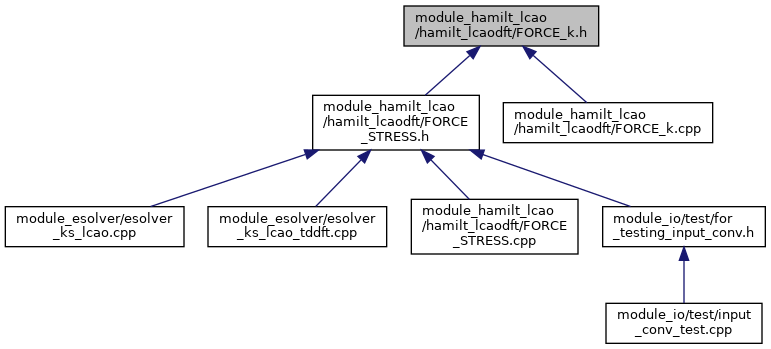 module_hamilt_lcao
/hamilt_lcaodft/FORCE_k.h
module_hamilt_lcao
/hamilt_lcaodft/FORCE
_STRESS.h
module_hamilt_lcao
/hamilt_lcaodft/FORCE_k.cpp
module_esolver/esolver
_ks_lcao.cpp
module_esolver/esolver
_ks_lcao_tddft.cpp
module_hamilt_lcao
/hamilt_lcaodft/FORCE
_STRESS.cpp
module_io/test/for
_testing_input_conv.h
module_io/test/input
_conv_test.cpp